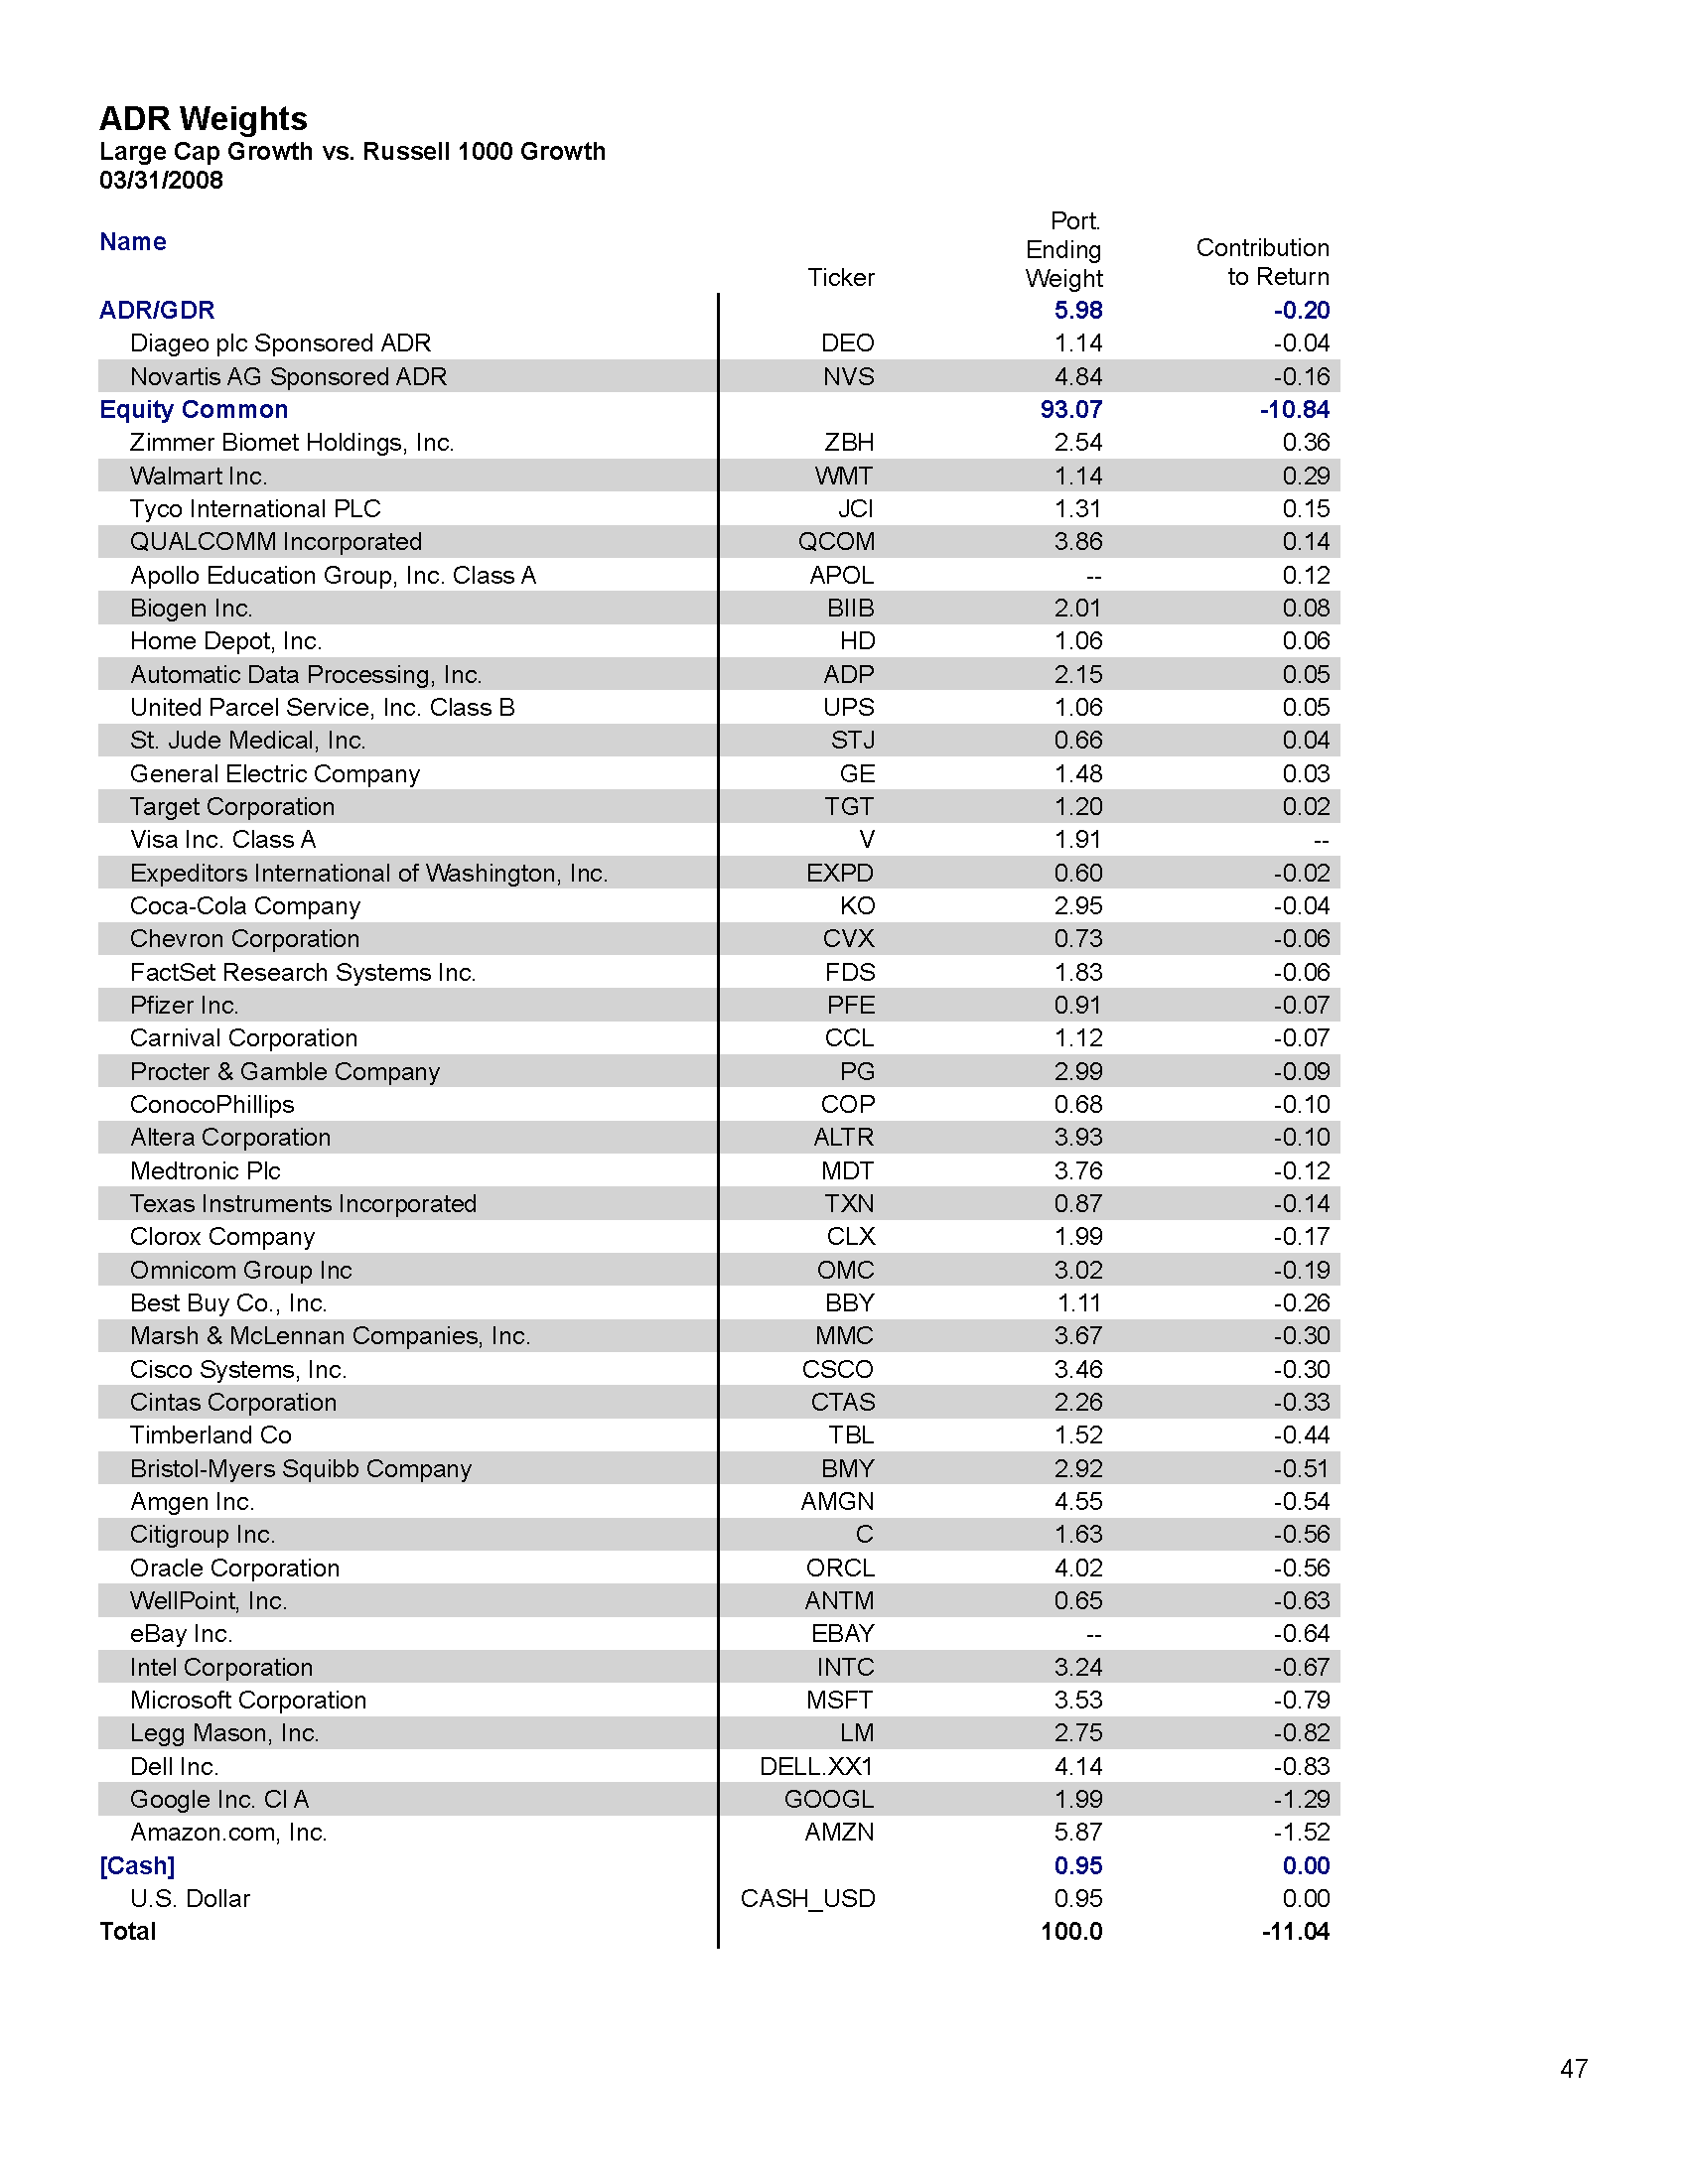 ADR Weights
Large Cap Growth vs. Russell 1000 Growth
03/31/2008
Name Ticker Port. Ending Weight Contribution to Return
ADR/GDR 5.98 -0.20
Diageo plc Sponsored ADR DEO 1.14 -0.04
Novartis AG Sponsored ADR NVS 4.84 -0.16
Equity Common 93.07 -10.84
Zimmer Biomet Holdings, Inc. ZBH 2.54 0.36
Walmart Inc. WMT 1.14 0.29
Tyco International PLC JCI 1.31 0.15
QUALCOMM Incorporated QCOM 3.86 0.14
Apollo Education Group, Inc. Class A APOL -- 0.12
Biogen Inc. BIIB 2.01 0.08
Home Depot, Inc. HD 1.06 0.06
Automatic Data Processing, Inc. ADP 2.15 0.05
United Parcel Service, Inc. Class B UPS 1.06 0.05
St. Jude Medical, Inc. STJ 0.66 0.04
General Electric Company GE 1.48 0.03
Target Corporation TGT 1.20 0.02
Visa Inc. Class A V 1.91 --
Expeditors International of Washington, Inc. EXPD 0.60 -0.02
Coca-Cola Company KO 2.95 -0.04
Chevron Corporation CVX 0.73 -0.06
FactSet Research Systems Inc. FDS 1.83 -0.06
Pfizer Inc. PFE 0.91 -0.07
Carnival Corporation CCL 1.12 -0.07
Procter & Gamble Company PG 2.99 -0.09
ConocoPhillips COP 0.68 -0.10
Altera Corporation ALTR 3.93 -0.10
Medtronic Plc MDT 3.76 -0.12
Texas Instruments Incorporated TXN 0.87 -0.14
Clorox Company CLX 1.99 -0.17
Omnicom Group Inc OMC 3.02 -0.19
Best Buy Co., Inc. BBY 1.11 -0.26
Marsh & McLennan Companies, Inc. MMC 3.67 -0.30
Cisco Systems, Inc. CSCO 3.46 -0.30
Cintas Corporation CTAS 2.26 -0.33
Timberland Co TBL 1.52 -0.44
Bristol-Myers Squibb Company BMY 2.92 -0.51
Amgen Inc. AMGN 4.55 -0.54
Citigroup Inc. C 1.63 -0.56
Oracle Corporation ORCL 4.02 -0.56
WellPoint, Inc. ANTM 0.65 -0.63
eBay Inc. EBAY -- -0.64
Intel Corporation INTC 3.24 -0.67
Microsoft Corporation MSFT 3.53 -0.79
Legg Mason, Inc. LM 2.75 -0.82
Dell Inc. DELL.XX1 4.14 -0.83
Google Inc. Cl A GOOGL 1.99 -1.29
Amazon.com, Inc. AMZN 5.87 -1.52
[Cash] 0.95 0.00
U.S. Dollar CASH_USD 0.95 0.00
Total 100.0 -11.04
47